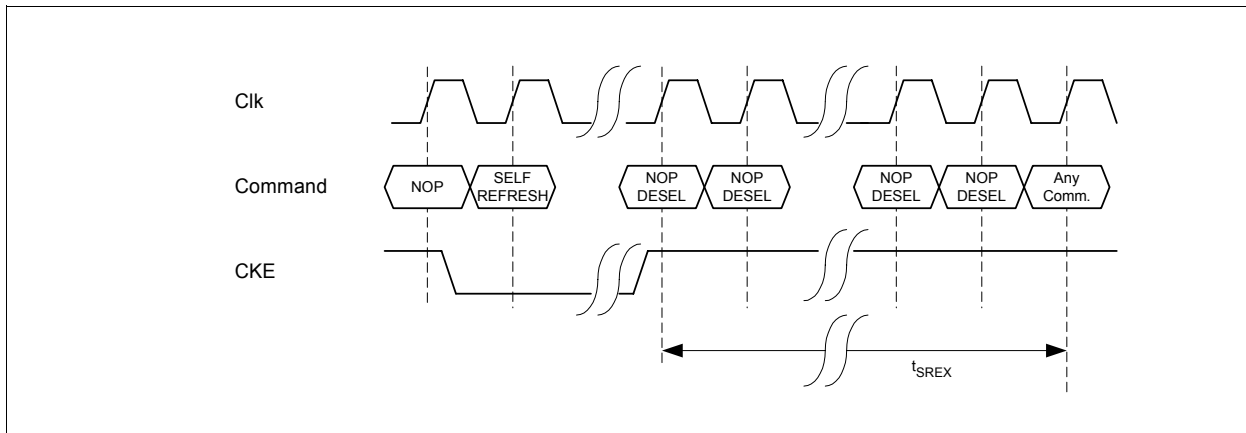 Clk
Command
NOP
SELF
REFRESH
NOP
DESEL
NOP
DESEL
NOP
DESEL
NOP
DESEL
Any
Comm.
CKE
tSREX